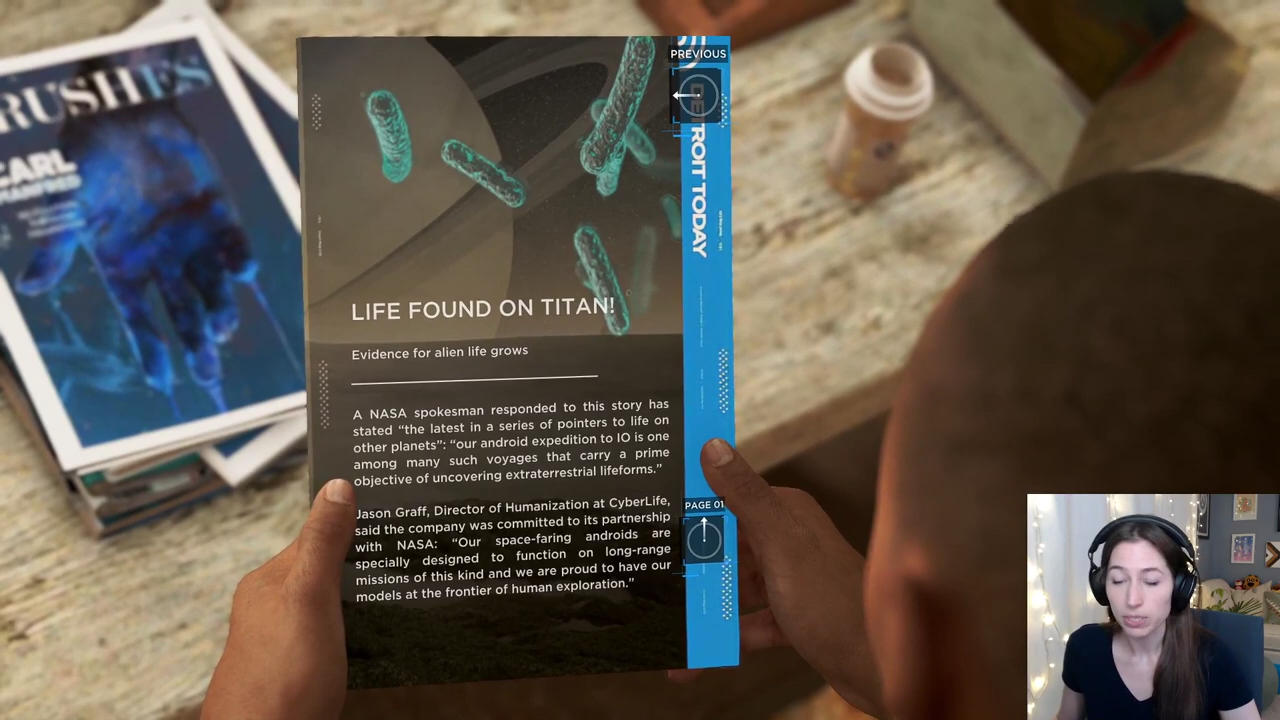 RUSHES
CARL
MANFRED
PREVIOUS
DETROIT TODAY
LIFE FOUND ON TITAN!
Evidence for alien life grows
A NASA spokesman responded to this story has
stated “the latest in a series of pointers to life on
other planets”: “our android expedition to IO is one
among many such voyages that carry a prime
objective of uncovering extraterrestrial lifeforms.”
Jason Graff, Director of Humanization at CyberLife,
said the company was committed to its partnership
with NASA: “Our space-faring androids are
specially designed to function on long-range
missions of this kind and we are proud to have our
models at the frontier of human exploration.”
PAGE 01